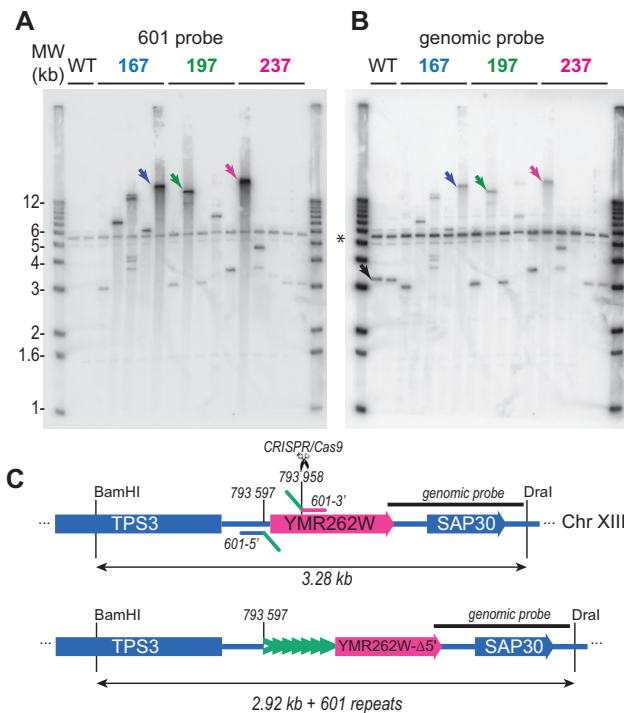 A
601 probe
MW
(kb)
WT 167 197 237
12-
6-
5-
4-
3-
2-
1.6-
1-
B
genomic probe
WT 167 197 237
*
C
CRISPR/Cas9
BamHI 793 597 793 958 601-3' genomic probe DraI
... TPS3 YMR262W SAP30 ... Chr XIII
601-5'
3.28 kb
BamHI 793 597 genomic probe DraI
... TPS3 YMR262W-Δ5' SAP30 ...
2.92 kb + 601 repeats